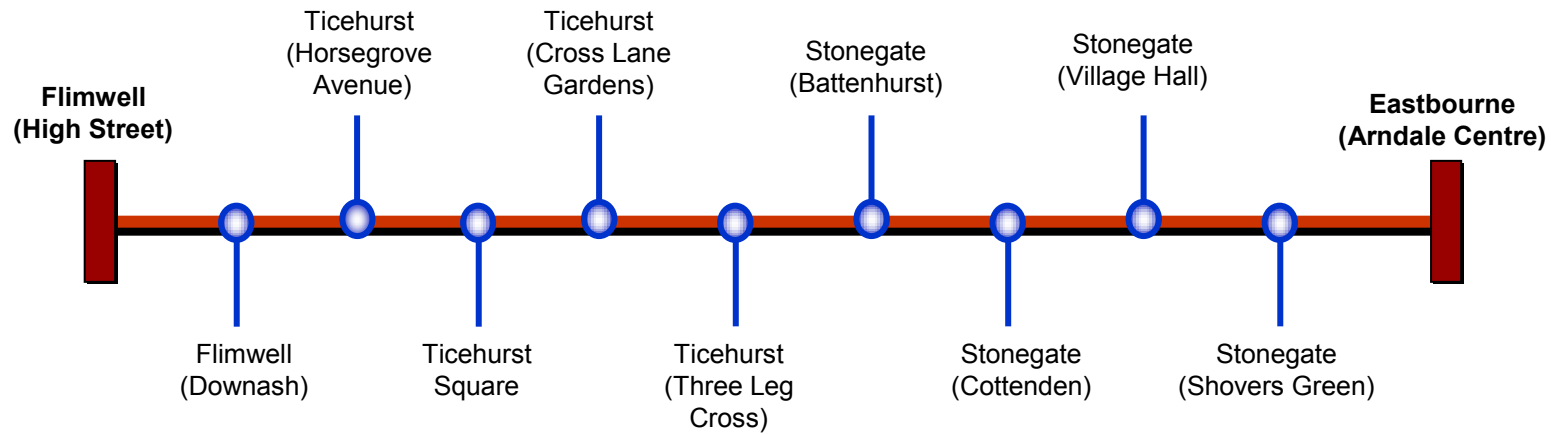 Flimwell
(High Street)
Flimwell
(Downash)
Ticehurst
(Horsegrove
Avenue)
Ticehurst
Square
Ticehurst
(Cross Lane
Gardens)
Ticehurst
(Three Leg
Cross)
Stonegate
(Battenhurst)
Stonegate
(Cottenden)
Stonegate
(Village Hall)
Stonegate
(Shovers Green)
Eastbourne
(Arndale Centre)